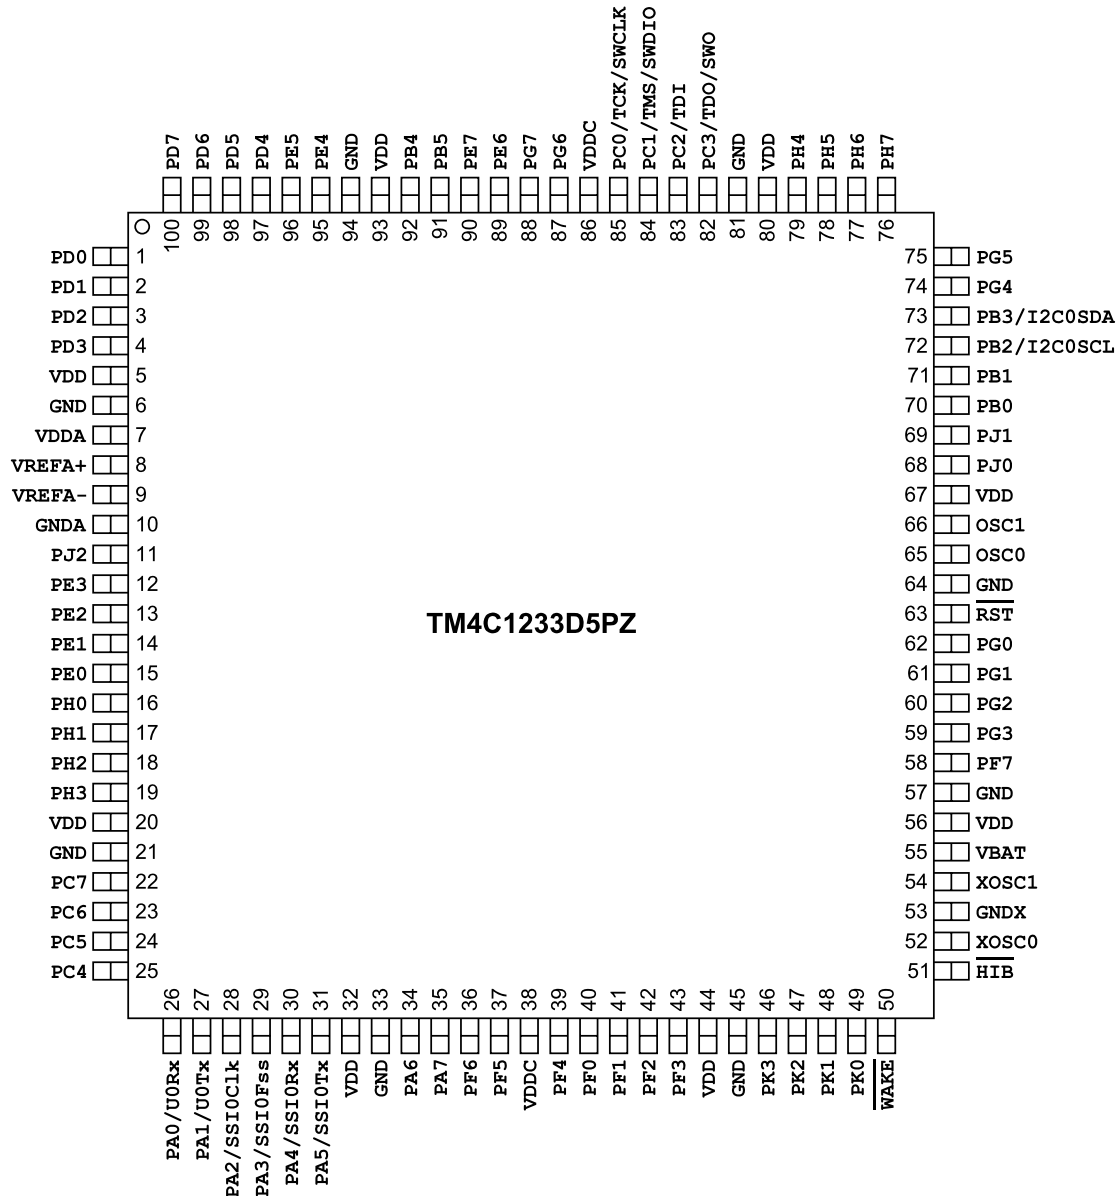 PD7
PD6
PD5
PD4
PE5
PE4
GND
VDD
PB4
PB5
PE7
PE6
PG7
PG6
VDDC
PC0/TCK/SWCLK
PC1/TMS/SWDIO
PC2/TDI
PC3/TDO/SWO
GND
VDD
PH4
PH5
PH6
PH7
100
99
98
97
96
95
94
93
92
91
90
89
88
87
86
85
84
83
82
81
80
79
78
77
76
PD0 1
PD1 2
PD2 3
PD3 4
VDD 5
GND 6
VDDA 7
VREFA+ 8
VREFA- 9
GNDA 10
PJ2 11
PE3 12
PE2 13
PE1 14
PE0 15
PH0 16
PH1 17
PH2 18
PH3 19
VDD 20
GND 21
PC7 22
PC6 23
PC5 24
PC4 25
TM4C1233D5PZ
75 PG5
74 PG4
73 PB3/I2C0SDA
72 PB2/I2C0SCL
71 PB1
70 PB0
69 PJ1
68 PJ0
67 VDD
66 OSC1
65 OSC0
64 GND
63 RST
62 PG0
61 PG1
60 PG2
59 PG3
58 PF7
57 GND
56 VDD
55 VBAT
54 XOSC1
53 GNDX
52 XOSC0
51 HIB
26
27
28
29
30
31
32
33
34
35
36
37
38
39
40
41
42
43
44
45
46
47
48
49
50
PA0/U0Rx
PA1/U0Tx
PA2/SSI0Clk
PA3/SSI0Fss
PA4/SSI0Rx
PA5/SSI0Tx
VDD
GND
PA6
PA7
PF6
PF5
VDDC
PF4
PF0
PF1
PF2
PF3
VDD
GND
PK3
PK2
PK1
PK0
WAKE